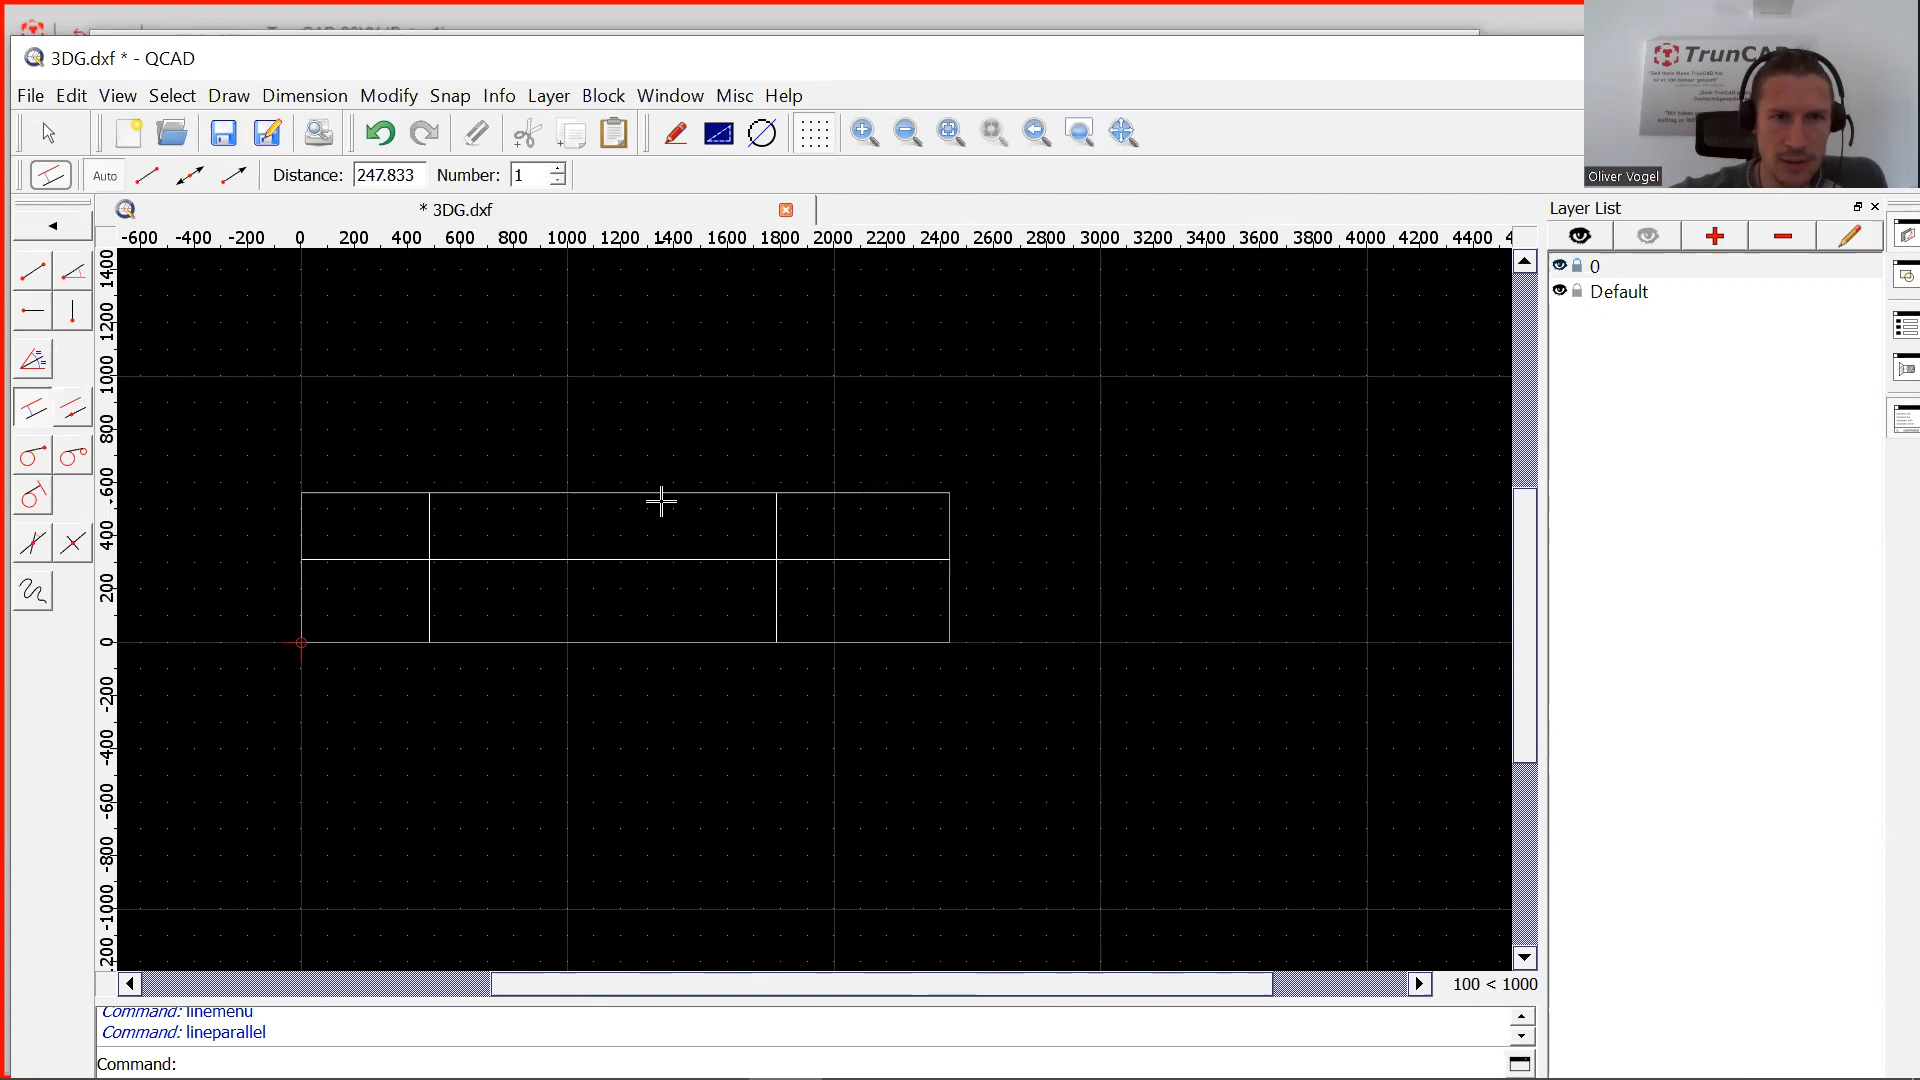 3DG.dxf * - QCAD
TrunCAD
File Edit View Select Draw Dimension Modify Snap Info Layer Block Window Misc Help
Auto Distance: 247.833 Number: 1
Oliver Vogel
* 3DG.dxf
Layer List
-600 -400 -200 0 200 400 600 800 1000 1200 1400 1600 1800 2000 2200 2400 2600 2800 3000 3200 3400 3600 3800 4000 4200 4400
0
Default
1400
1200
1000
800
600
400
200
0
-200
-400
-600
-800
-1000
100 < 1000
Command: linemenu
Command: lineparallel
Command: